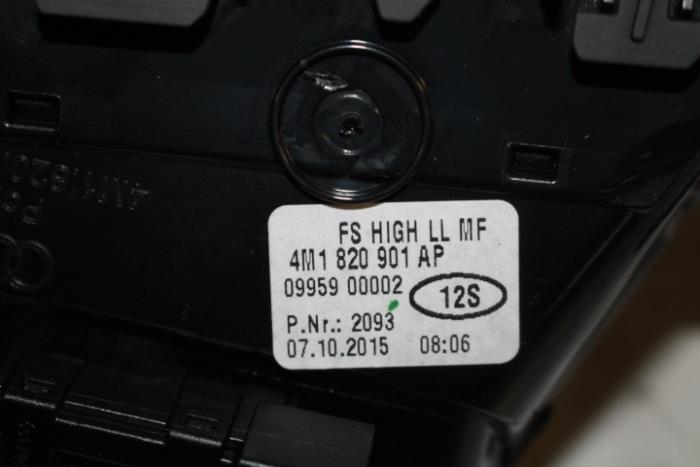 FS HIGH LL MF
4M1 820 901 AP
09959 00002 12S
P.Nr.: 2093
07.10.2015 08:06